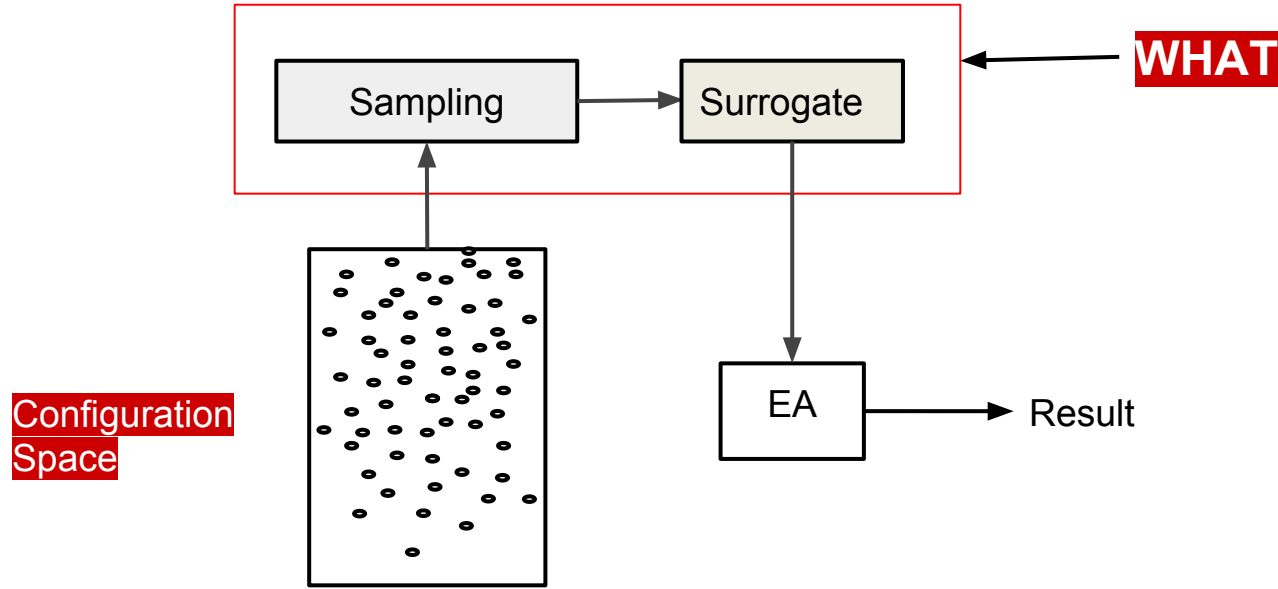 WHAT
Sampling
Surrogate
EA
Result
Configuration
Space